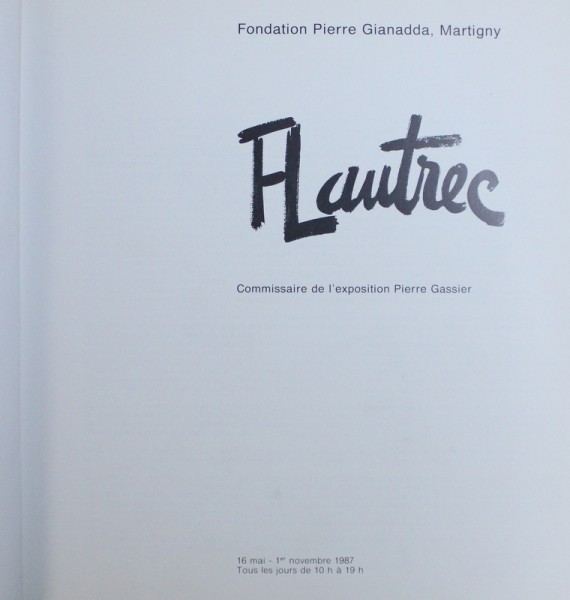 Fondation Pierre Gianadda, Martigny
HLautrec
Commissaire de l'exposition Pierre Gassier
16 mai - 1er novembre 1987
Tous les jours de 10 h à 19 h